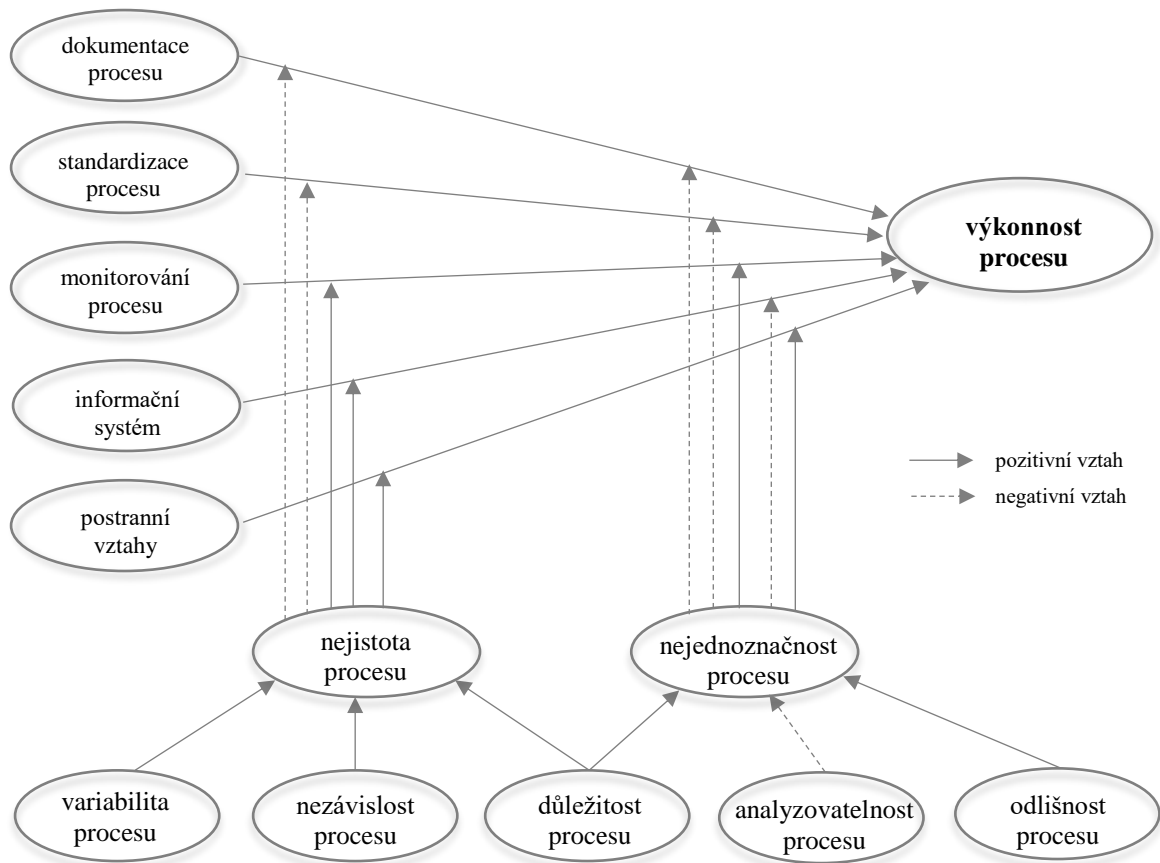 dokumentace
procesu
standardizace
procesu
monitorování
procesu
informační
systém
postranní
vztahy
výkonnost
procesu
pozitivní vztah
negativní vztah
nejistota
procesu
nejednoznačnost
procesu
variabilita
procesu
nezávislost
procesu
důležitost
procesu
analyzovatelnost
procesu
odlišnost
procesu